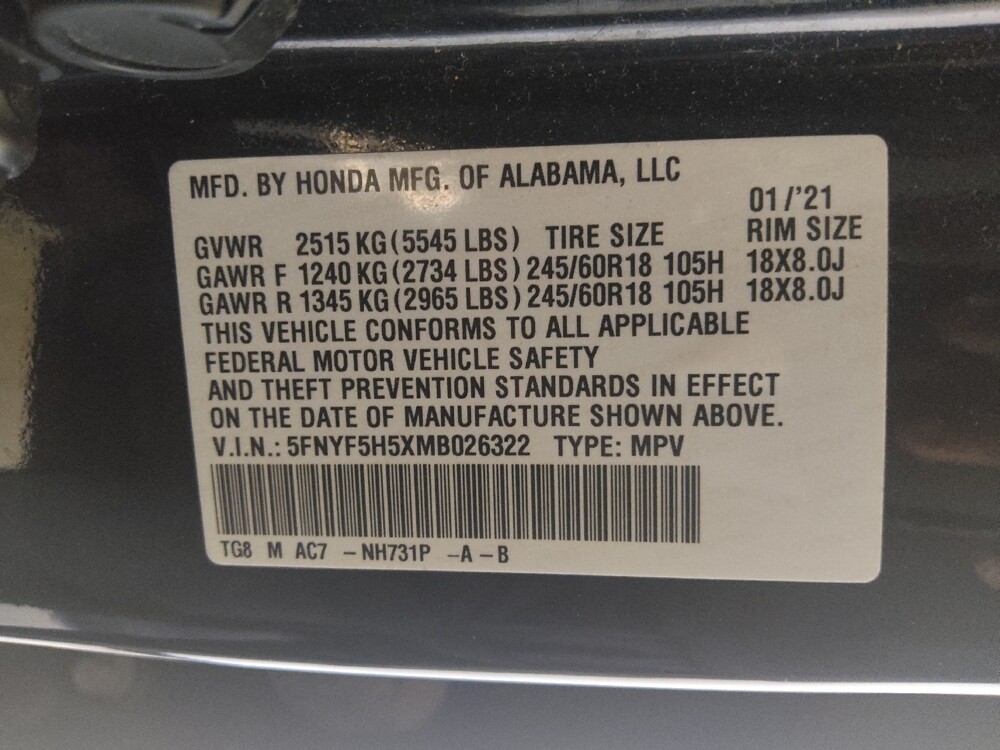 MFD. BY HONDA MFG. OF ALABAMA, LLC
01/'21
GVWR 2515 KG (5545 LBS) TIRE SIZE RIM SIZE
GAWR F 1240 KG (2734 LBS) 245/60R18 105H 18X8.0J
GAWR R 1345 KG (2965 LBS) 245/60R18 105H 18X8.0J
THIS VEHICLE CONFORMS TO ALL APPLICABLE
FEDERAL MOTOR VEHICLE SAFETY
AND THEFT PREVENTION STANDARDS IN EFFECT
ON THE DATE OF MANUFACTURE SHOWN ABOVE.
V.I.N.: 5FNYF5H5XMB026322 TYPE: MPV
TG8 M AC7 -NH731P -A -B